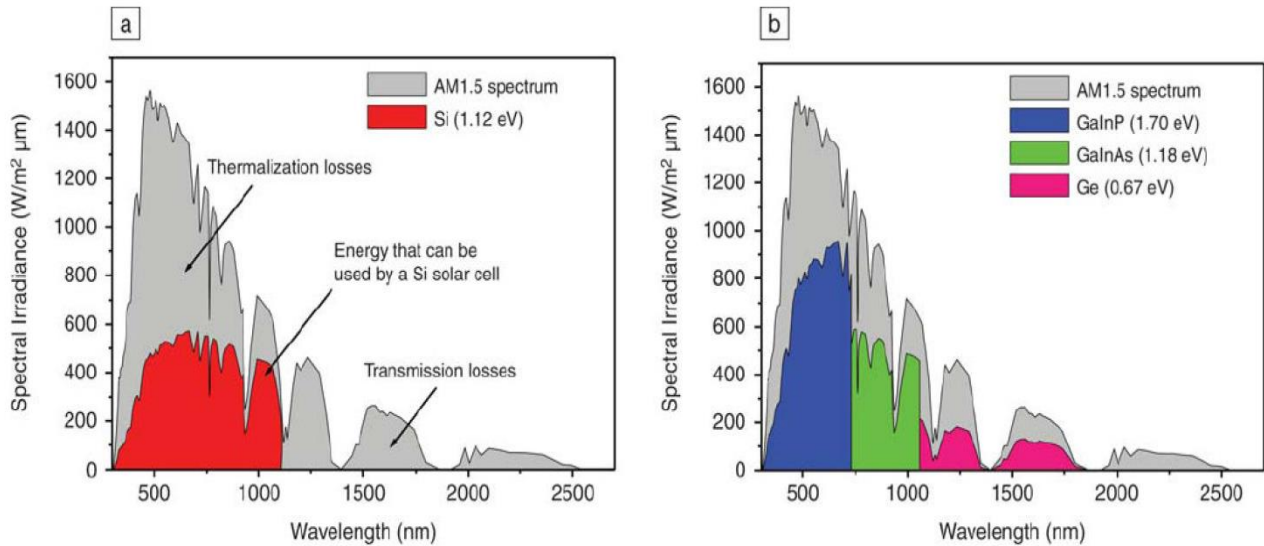 a
Spectral Irradiance (W/m² µm)
1600
1400
1200
1000
800
600
400
200
0
AM1.5 spectrum
Si (1.12 eV)
Thermalization losses
Energy that can be
used by a Si solar cell
Transmission losses
500
1000
1500
2000
2500
Wavelength (nm)
b
Spectral Irradiance (W/m² µm)
1600
1400
1200
1000
800
600
400
200
0
AM1.5 spectrum
GaInP (1.70 eV)
GaInAs (1.18 eV)
Ge (0.67 eV)
500
1000
1500
2000
2500
Wavelength (nm)